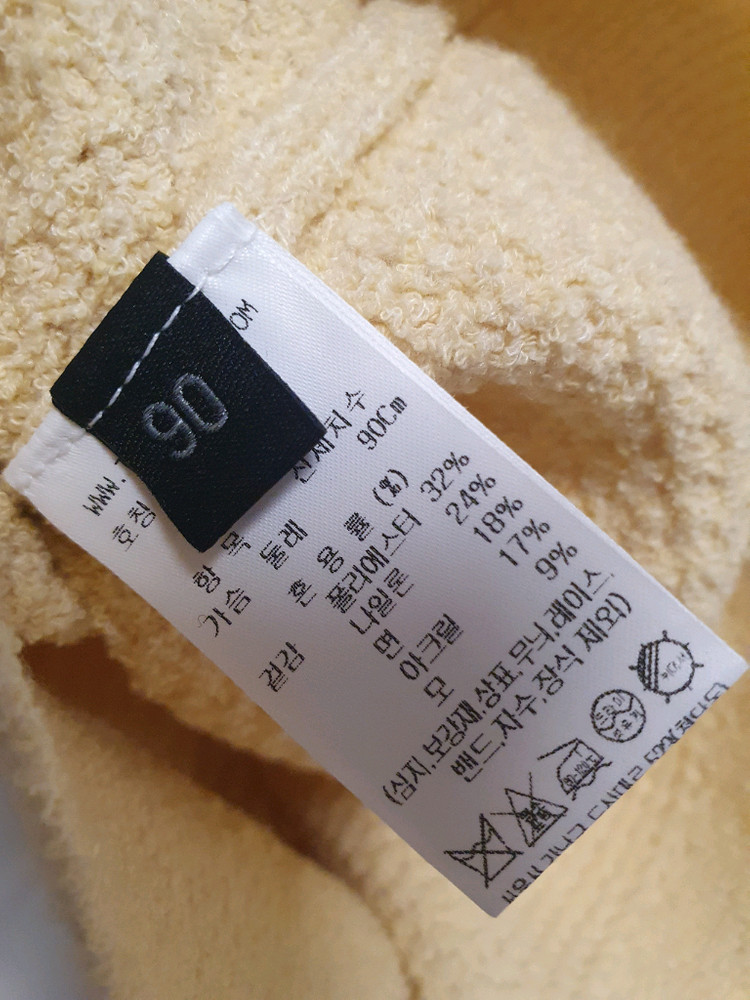 90
WWW.
OM
호칭
항 목
신체치수
가슴 둘레
90Cm
혼 용 률 (%)
겉감
폴리에스터 32%
나일론 24%
면 18%
아크릴 17%
모 9%
(심지,보강재,상표,무늬,레이스,
밴드,자수,장식 제외)
드라이